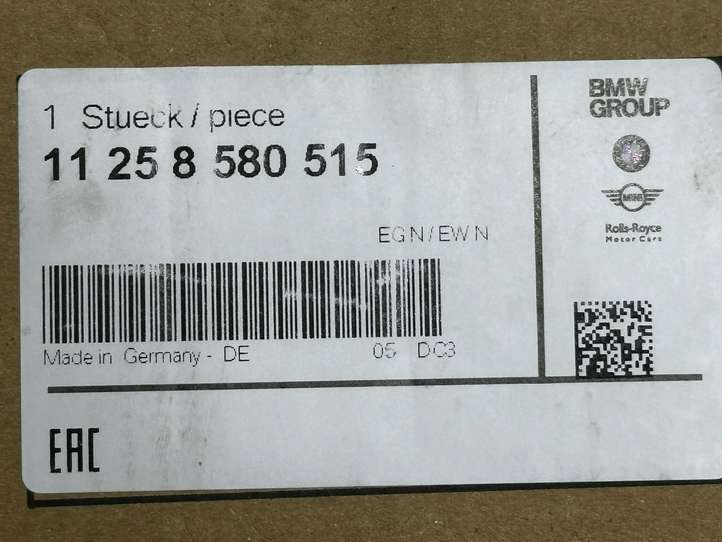 1 Stueck / piece
11 25 8 580 515
EGN/EWN
Made in Germany - DE 05 DC3
EAC
BMW
GROUP
MINI
Rolls-Royce
Motor Cars